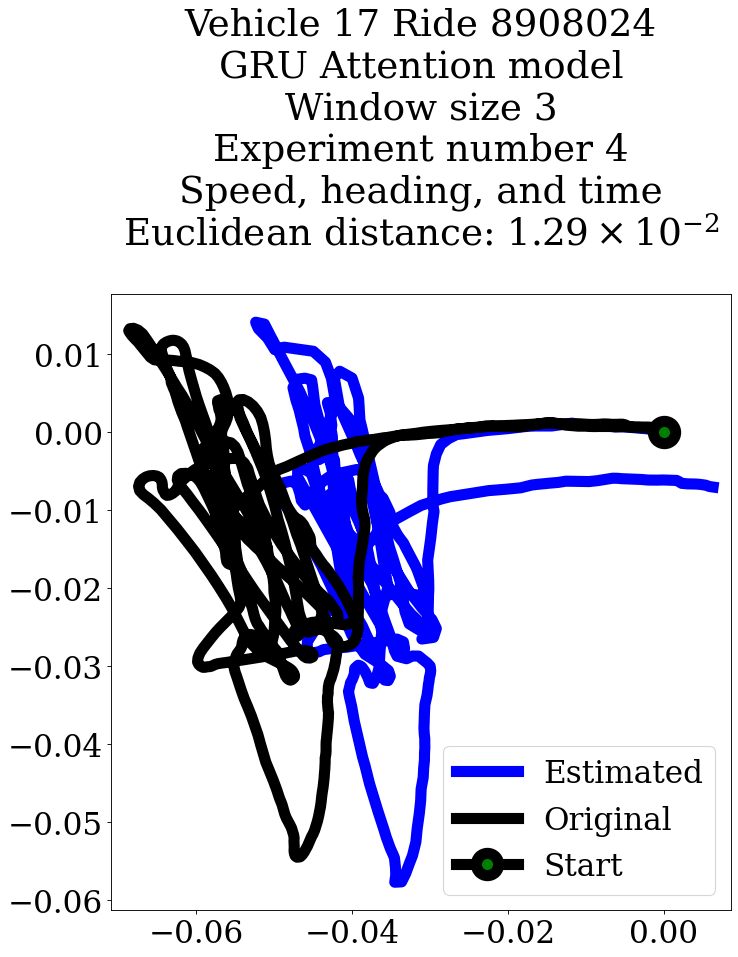 Vehicle 17 Ride 8908024
GRU Attention model
Window size 3
Experiment number 4
Speed, heading, and time
Euclidean distance: 1.29 × 10⁻²
0.01
0.00
−0.01
−0.02
−0.03
−0.04
−0.05
−0.06
Estimated
Original
Start
−0.06 −0.04 −0.02 0.00